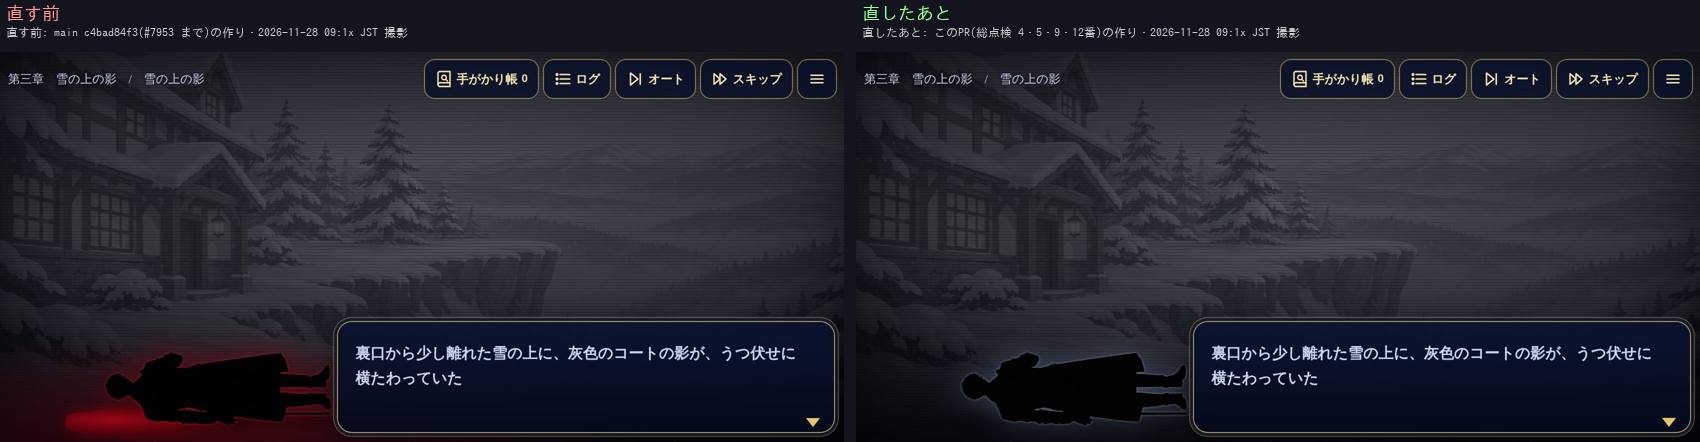 直す前
直す前: main c4bad84f3(#7953 まで)の作り・2026-11-28 09:1x JST 撮影
第三章 雪の上の影 / 雪の上の影
手がかり帳 0
ログ
オート
スキップ
裏口から少し離れた雪の上に、灰色のコートの影が、うつ伏せに
横たわっていた
直したあと
直したあと: このPR(総点検 4・5・9・12番)の作り・2026-11-28 09:1x JST 撮影
第三章 雪の上の影 / 雪の上の影
手がかり帳 0
ログ
オート
スキップ
裏口から少し離れた雪の上に、灰色のコートの影が、うつ伏せに
横たわっていた